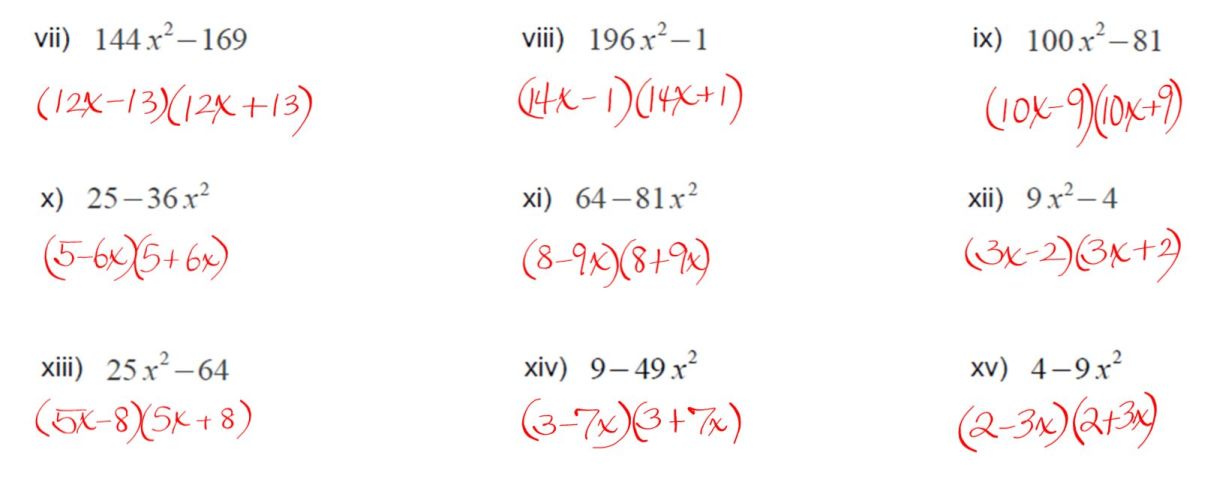 vii) 144x²−169 viii) 196x²−1 ix) 100x²−81
(12x−13)(12x+13) (14x−1)(14x+1) (10x−9)(10x+9)
x) 25−36x² xi) 64−81x² xii) 9x²−4
(5−6x)(5+6x) (8−9x)(8+9x) (3x−2)(3x+2)
xiii) 25x²−64 xiv) 9−49x² xv) 4−9x²
(5x−8)(5x+8) (3−7x)(3+7x) (2−3x)(2+3x)